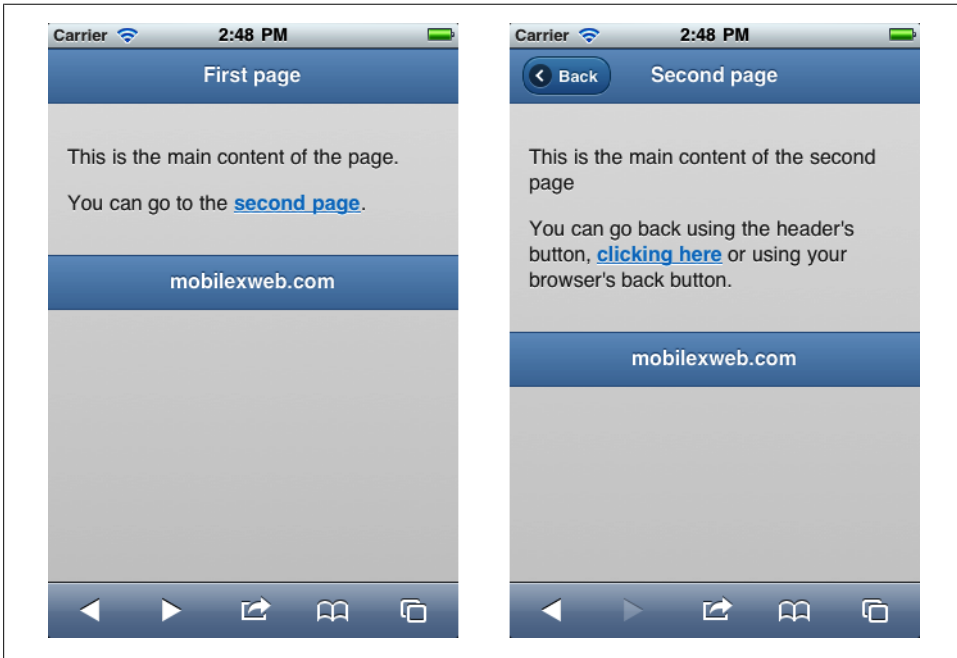 Carrier 2:48 PM
First page
This is the main content of the page.
You can go to the second page.
mobilexweb.com
Carrier 2:48 PM
Back Second page
This is the main content of the second
page
You can go back using the header's
button, clicking here or using your
browser's back button.
mobilexweb.com